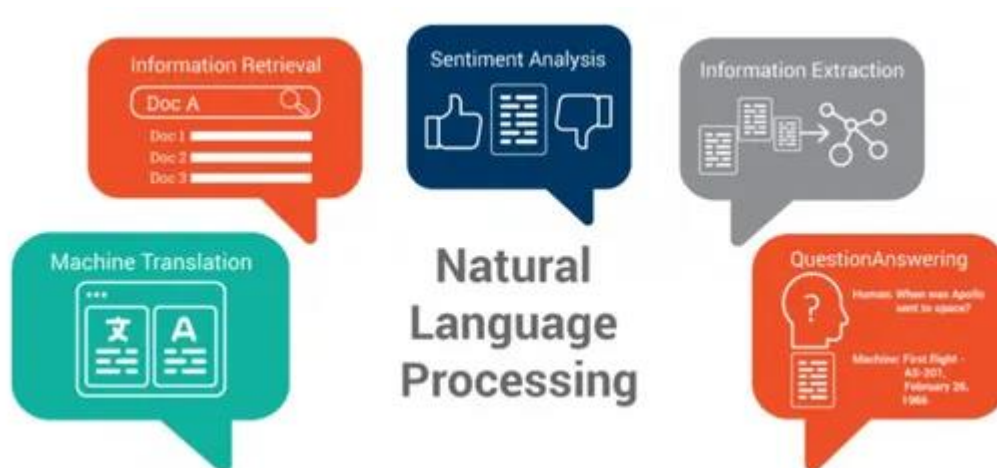 Information Retrieval
Doc A
Doc 1
Doc 2
Doc 3
Sentiment Analysis
Information Extraction
Machine Translation
文 A
Natural
Language
Processing
QuestionAnswering
?
Human: When was Apollo
sent to space?
Machine: First flight -
AS-201,
February 26,
1966